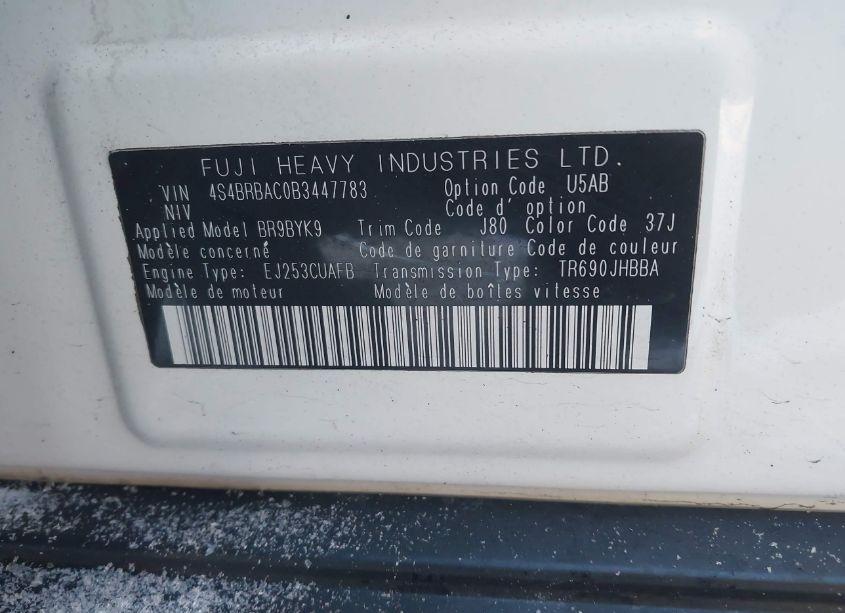 FUJI HEAVY INDUSTRIES LTD.
VIN 4S4BRBAC0B3447783 Option Code U5AB
NIV Code d' option
Applied Model BR9BYK9 Trim Code J80 Color Code 37J
Modèle concerné Code de garniture Code de couleur
Engine Type: EJ253CUAFB Transmission Type: TR690JHBBA
Modèle de moteur Modèle de boîtes vitesse